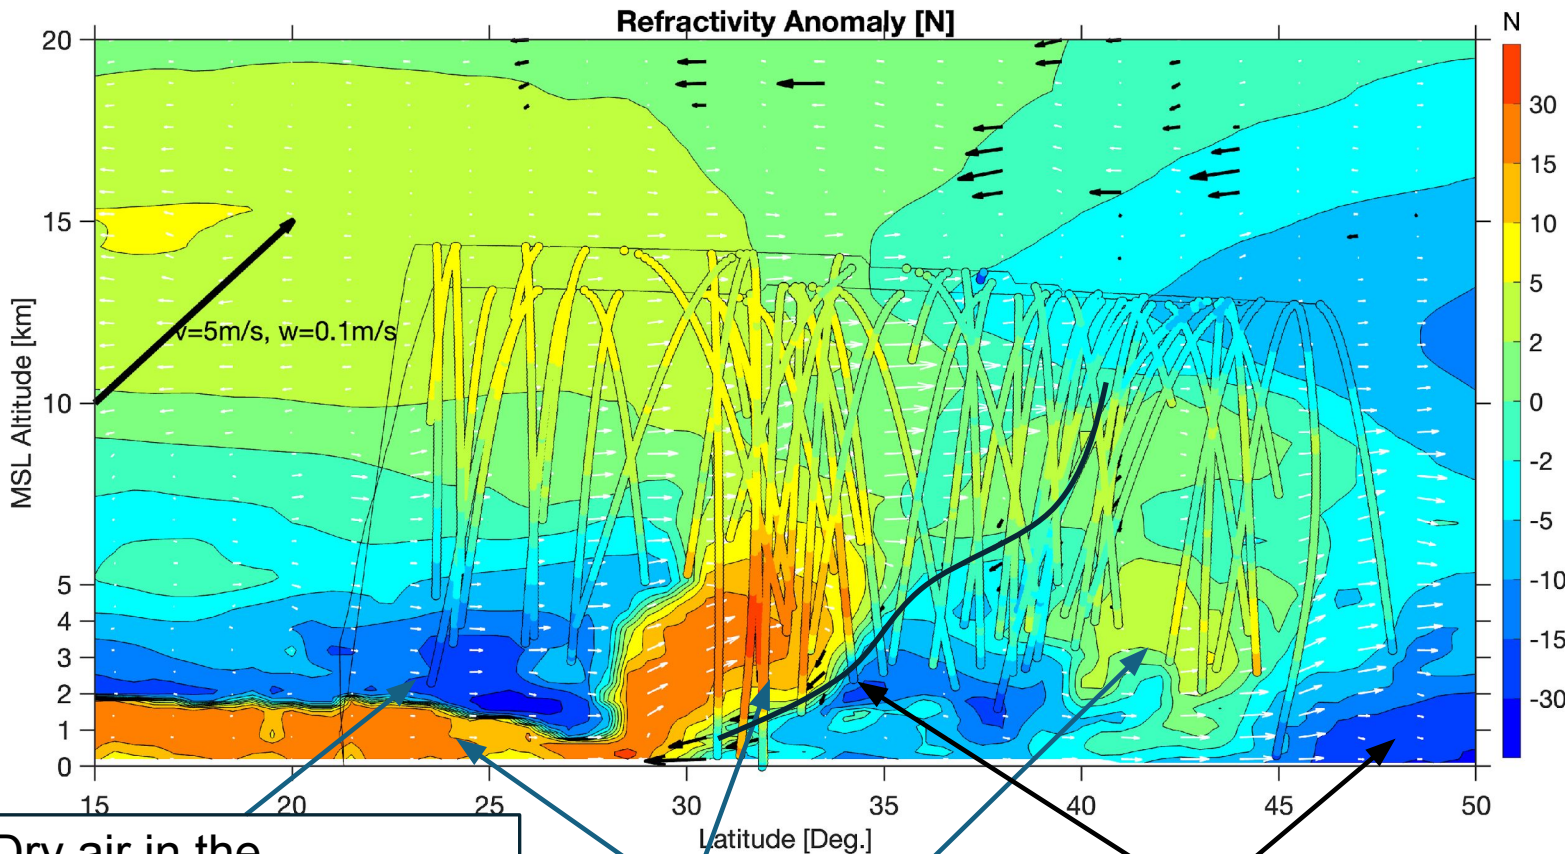 Refractivity Anomaly [N]
N
20
15
10
5
4
3
2
1
0
MSL Altitude [km]
v=5m/s, w=0.1m/s
30
15
10
5
2
0
-2
-5
-10
-15
-30
15 20 25 30 35 40 45 50
Latitude [Deg.]
Dry air in the